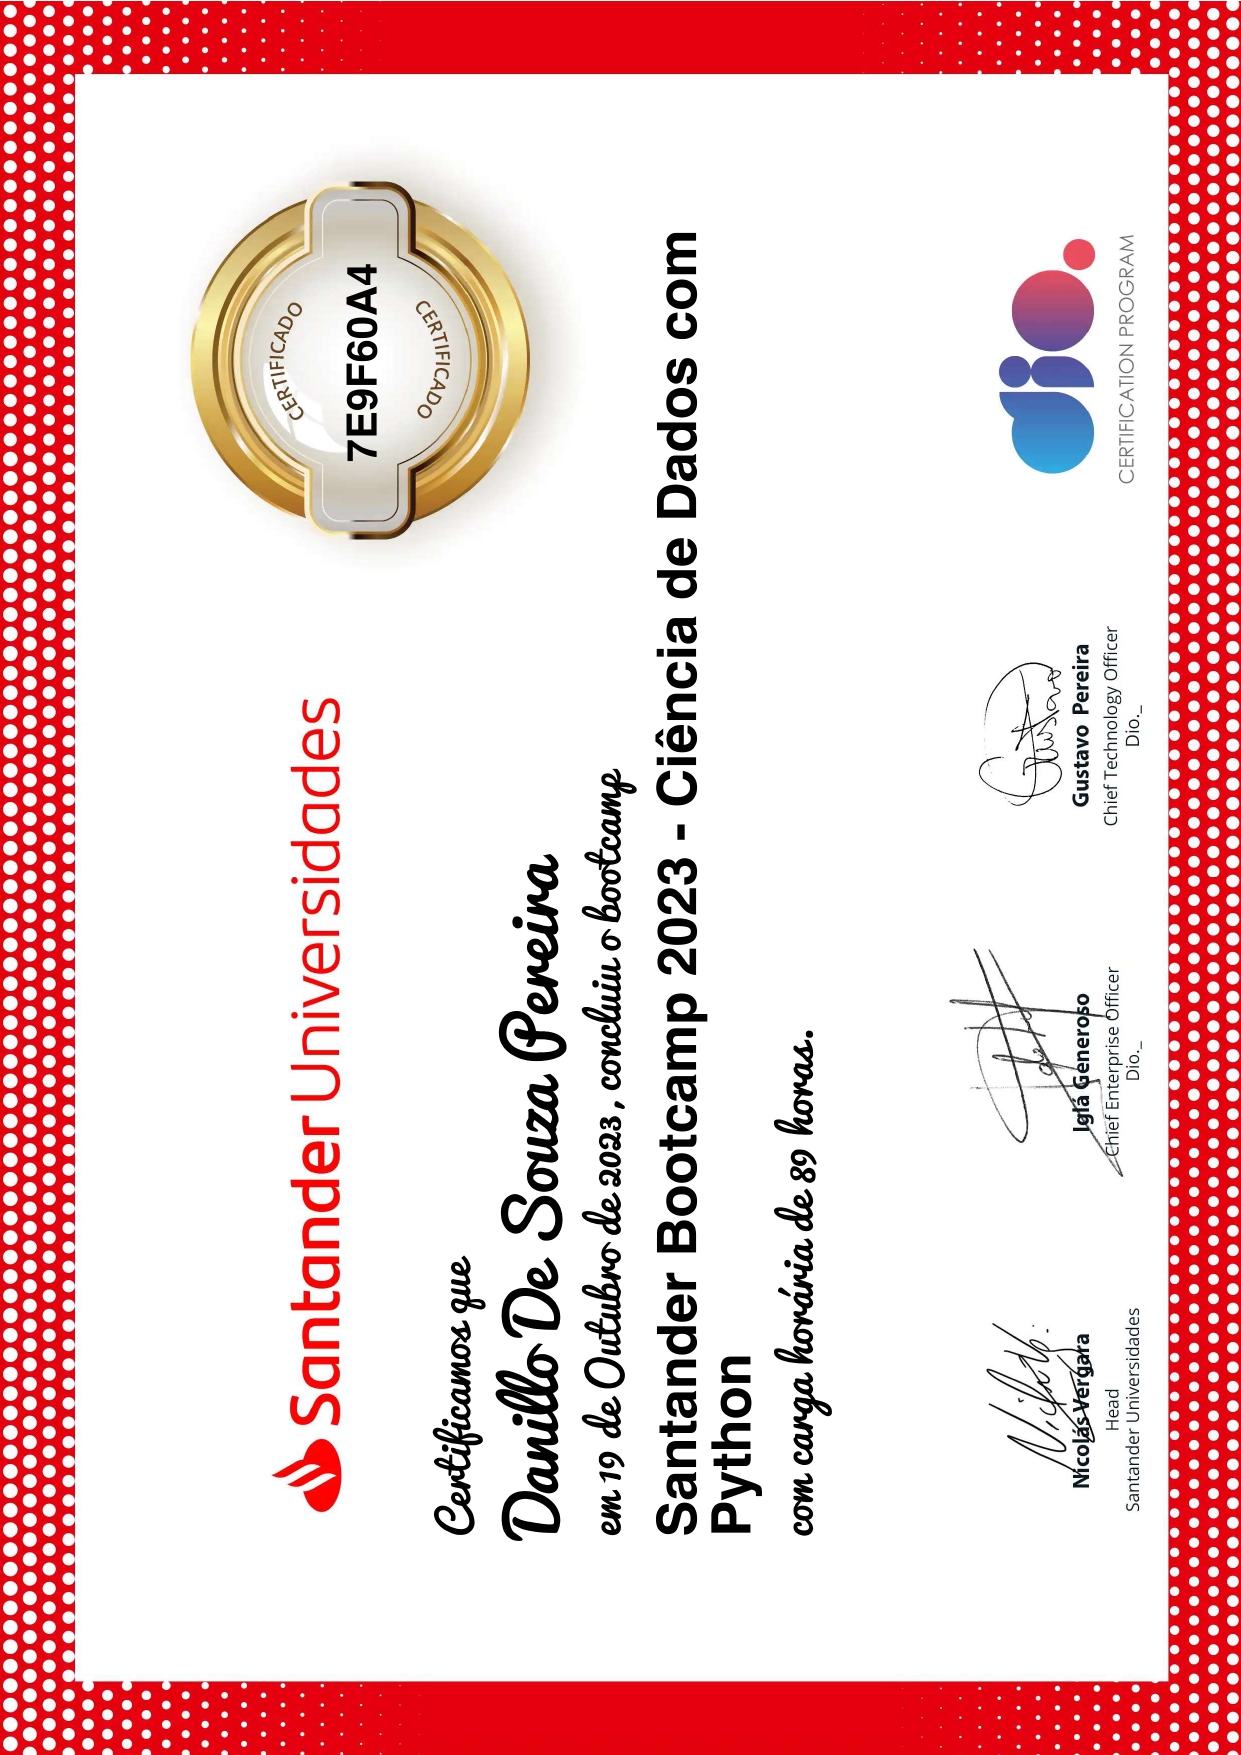 Santander Universidades
CERTIFICADO
7E9F60A4
CERTIFICADO
Certificamos que
Danillo De Souza Pereira
em 19 de Outubro de 2023, concluiu o bootcamp
Santander Bootcamp 2023 - Ciência de Dados com
Python
com carga horária de 89 horas.
Nicolás Vergara
Head
Santander Universidades
Iglá Generoso
Chief Enterprise Officer
Dio._
Gustavo
Gustavo Pereira
Chief Technology Officer
Dio._
dio.
CERTIFICATION PROGRAM